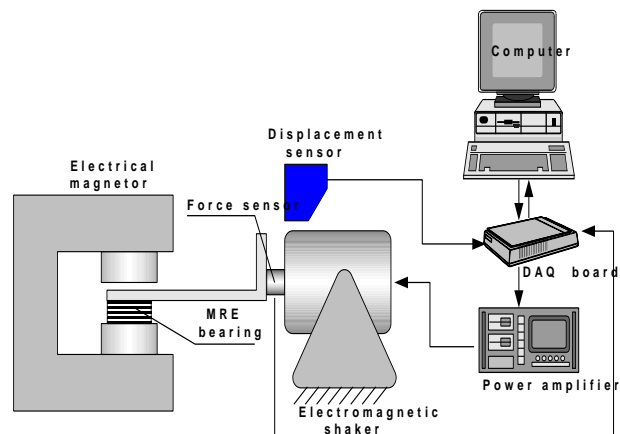 Computer
Displacement
sensor
Electrical
magnetor
Force sensor
DAQ board
MRE
bearing
Power amplifier
Electromagnetic
shaker